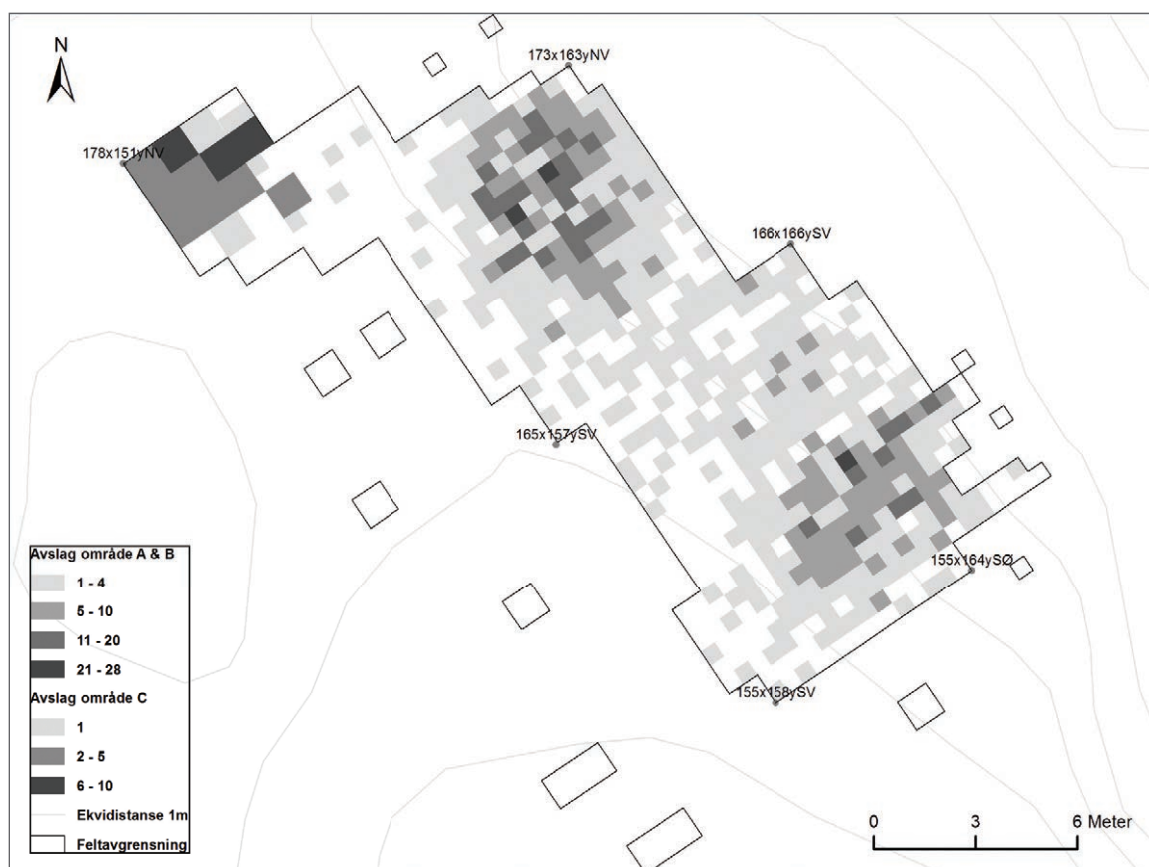 N
173x163yNV
178x151yNV
166x166ySV
165x157ySV
155x164ySØ
155x158ySV
Avslag område A & B
1 - 4
5 - 10
11 - 20
21 - 28
Avslag område C
1
2 - 5
6 - 10
Ekvidistanse 1m
Feltavgrensning
0 3 6 Meter